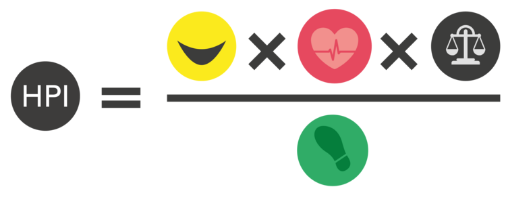 HPI = × ×